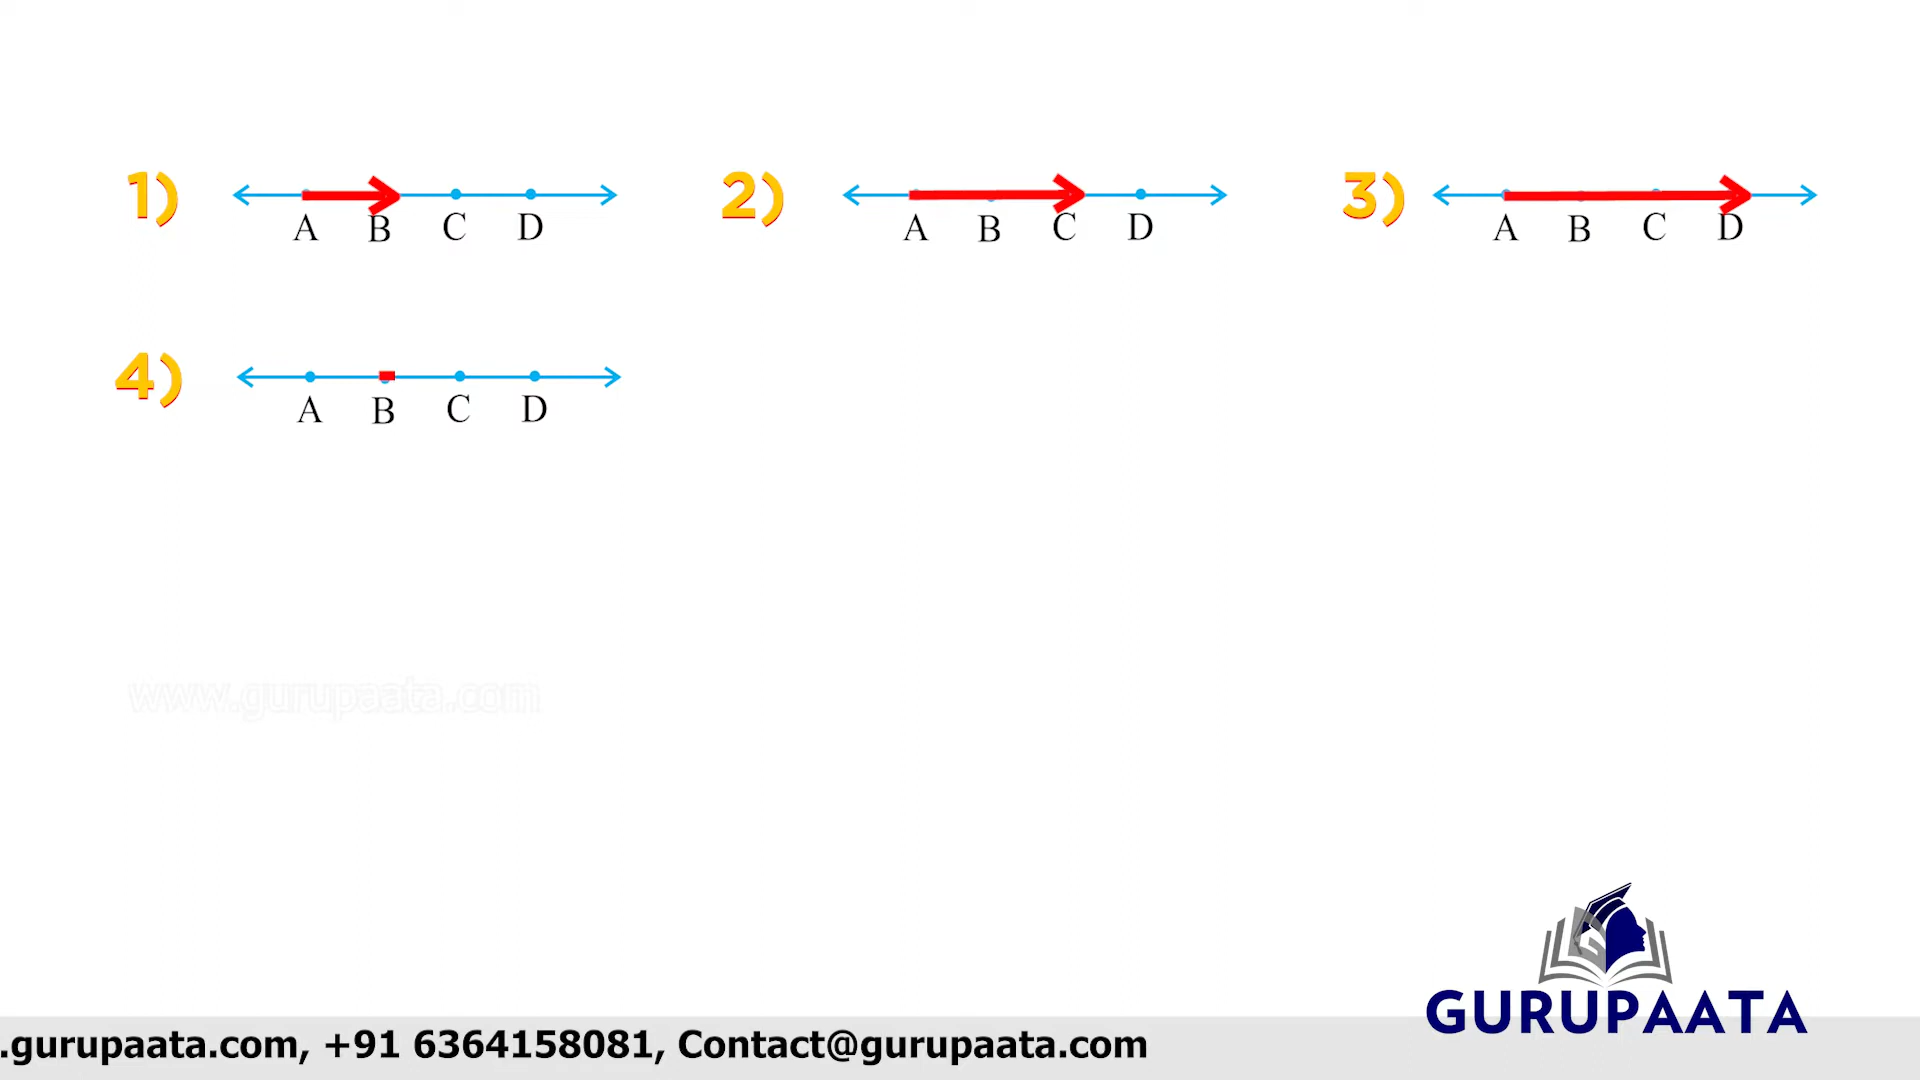 1) A B C D
2) A B C D
3) A B C D
4) A B C D
www.gurupaata.com
GURUPAATA
.gurupaata.com, +91 6364158081, Contact@gurupaata.com